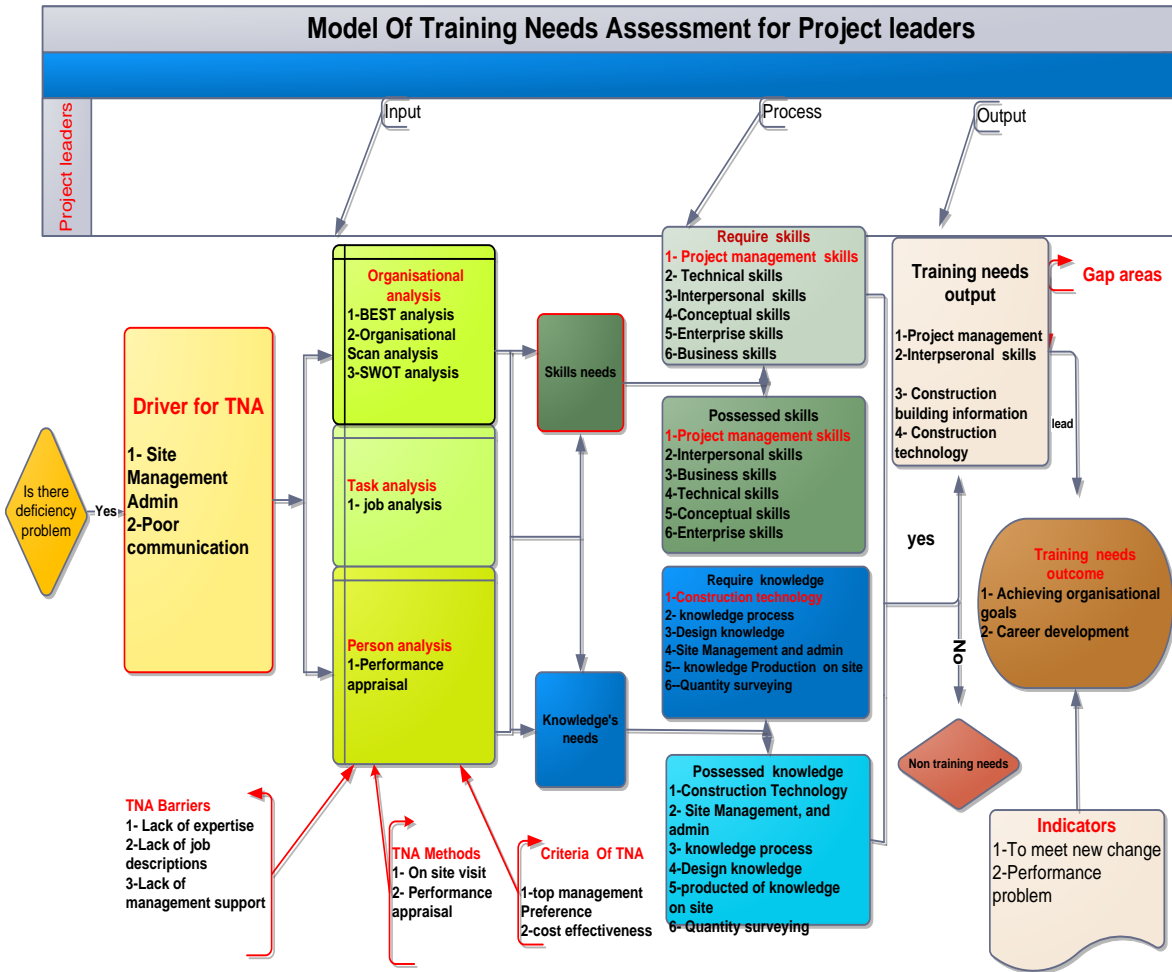 Model Of Training Needs Assessment for Project leaders
Project leaders
Input
Process
Output
Is there
deficiency
problem
Yes
Driver for TNA
1- Site
Management
Admin
2-Poor
communication
Organisational
analysis
1-BEST analysis
2-Organisational
Scan analysis
3-SWOT analysis
Task analysis
1- job analysis
Person analysis
1-Performance
appraisal
Skills needs
Knowledge's
needs
Require skills
1- Project management skills
2- Technical skills
3-Interpersonal skills
4-Conceptual skills
5-Enterprise skills
6-Business skills
Possessed skills
1-Project management skills
2-Interpersonal skills
3-Business skills
4-Technical skills
5-Conceptual skills
6-Enterprise skills
Require knowledge
1-Construction technology
2- knowledge process
3-Design knowledge
4-Site Management and admin
5-- knowledge Production on site
6--Quantity surveying
Possessed knowledge
1-Construction Technology
2- Site Management, and
admin
3- knowledge process
4-Design knowledge
5-producted of knowledge
on site
6- Quantity surveying
Training needs
output
1-Project management
2-Interpseronal skills
3- Construction
building information
4- Construction
technology
Gap areas
lead
yes
No
Non training needs
Training needs
outcome
1- Achieving organisational
goals
2- Career development
Indicators
1-To meet new change
2-Performance
problem
TNA Barriers
1- Lack of expertise
2-Lack of job
descriptions
3-Lack of
management support
TNA Methods
1- On site visit
2- Performance
appraisal
Criteria Of TNA
1-top management
Preference
2-cost effectiveness